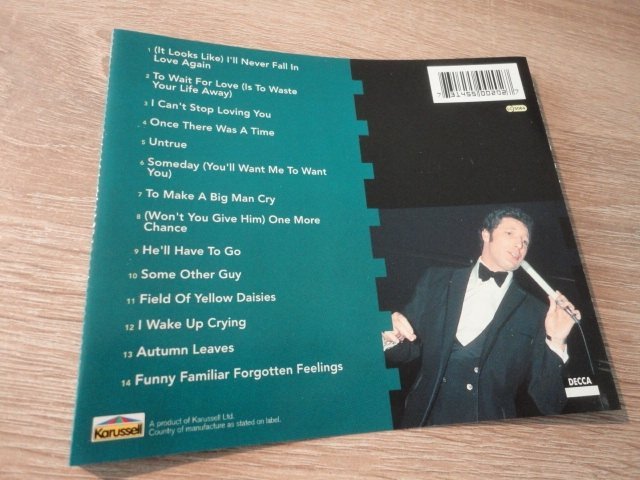 1 (It Looks Like) I'll Never Fall In
Love Again
2 To Wait For Love (Is To Waste
Your Life Away)
3 I Can't Stop Loving You
4 Once There Was A Time
5 Untrue
6 Someday (You'll Want Me To Want
You)
7 To Make A Big Man Cry
8 (Won't You Give Him) One More
Chance
9 He'll Have To Go
10 Some Other Guy
11 Field Of Yellow Daisies
12 I Wake Up Crying
13 Autumn Leaves
14 Funny Familiar Forgotten Feelings
Karussell
A product of Karussell Ltd.
Country of manufacture as stated on label.
7 31455 00202 7
DECCA